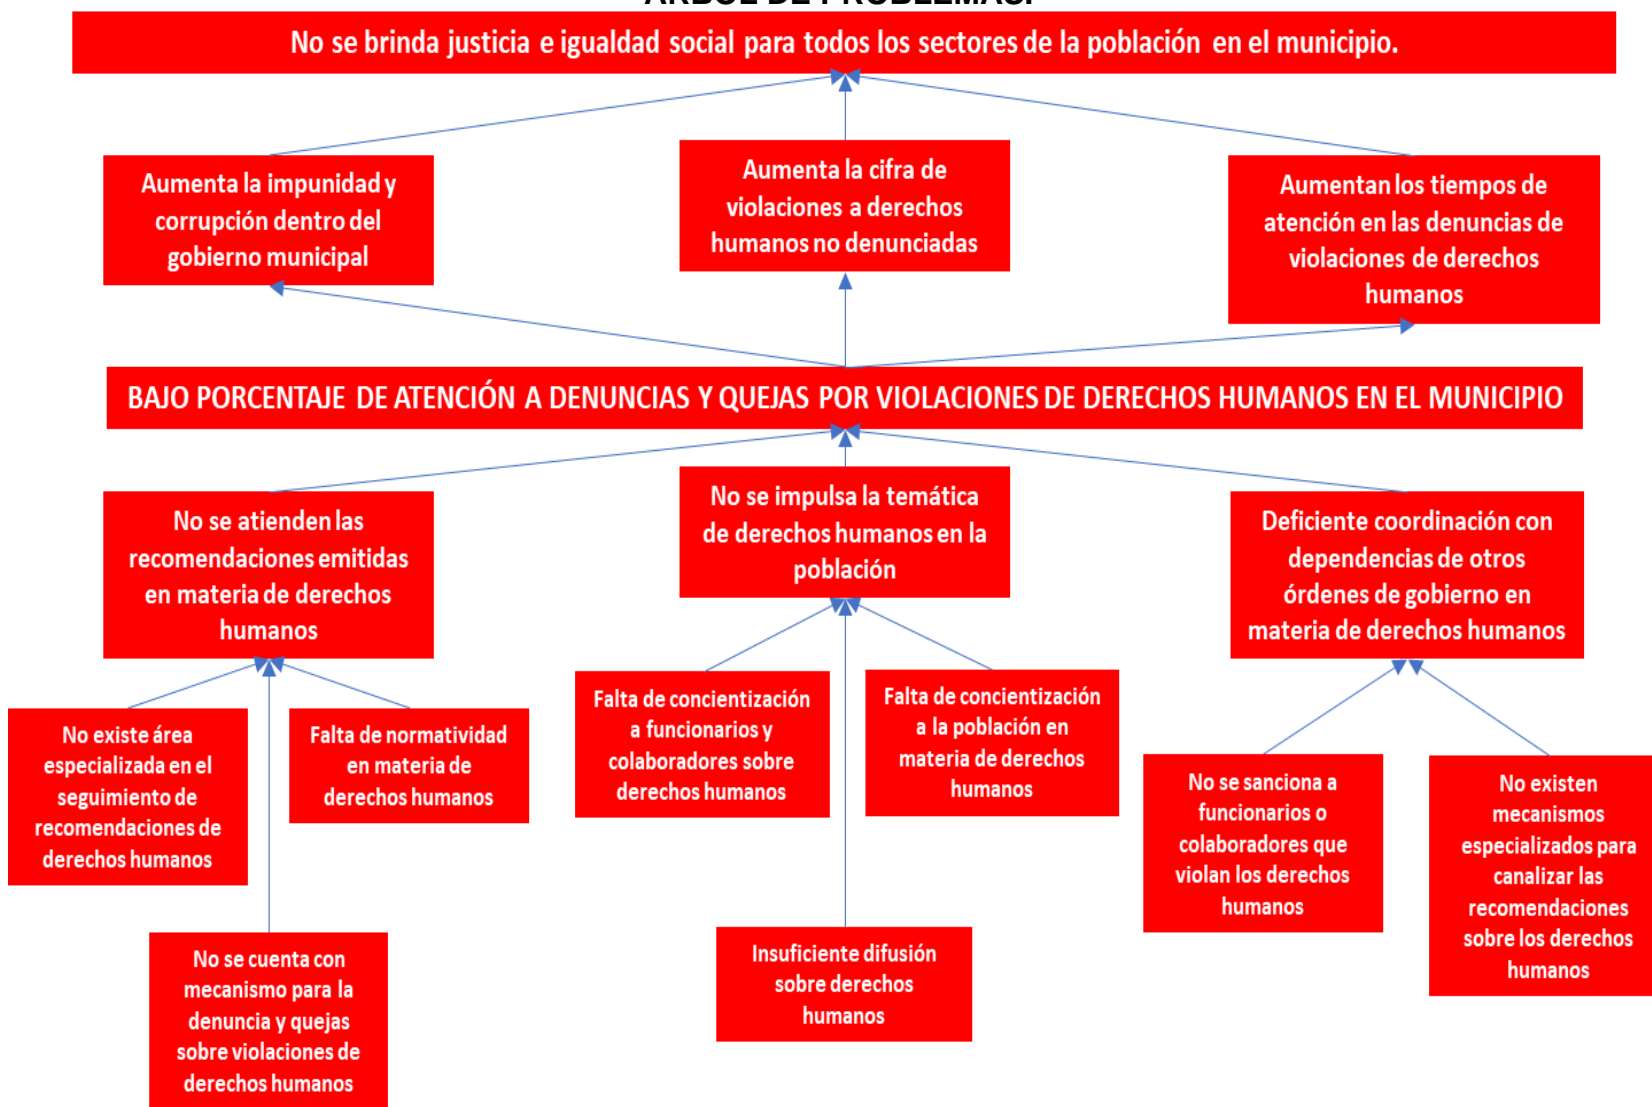 ÁRBOL DE PROBLEMAS.
No se brinda justicia e igualdad social para todos los sectores de la población en el municipio.
Aumenta la impunidad y
corrupción dentro del
gobierno municipal
Aumenta la cifra de
violaciones a derechos
humanos no denunciadas
Aumentan los tiempos de
atención en las denuncias de
violaciones de derechos
humanos
BAJO PORCENTAJE DE ATENCIÓN A DENUNCIAS Y QUEJAS POR VIOLACIONES DE DERECHOS HUMANOS EN EL MUNICIPIO
No se atienden las
recomendaciones emitidas
en materia de derechos
humanos
No se impulsa la temática
de derechos humanos en la
población
Deficiente coordinación con
dependencias de otros
órdenes de gobierno en
materia de derechos humanos
No existe área
especializada en el
seguimiento de
recomendaciones de
derechos humanos
Falta de normatividad
en materia de
derechos humanos
Falta de concientización
a funcionarios y
colaboradores sobre
derechos humanos
Falta de concientización
a la población en
materia de derechos
humanos
No se sanciona a
funcionarios o
colaboradores que
violan los derechos
humanos
No existen
mecanismos
especializados para
canalizar las
recomendaciones
sobre los derechos
humanos
No se cuenta con
mecanismo para la
denuncia y quejas
sobre violaciones de
derechos humanos
Insuficiente difusión
sobre derechos
humanos